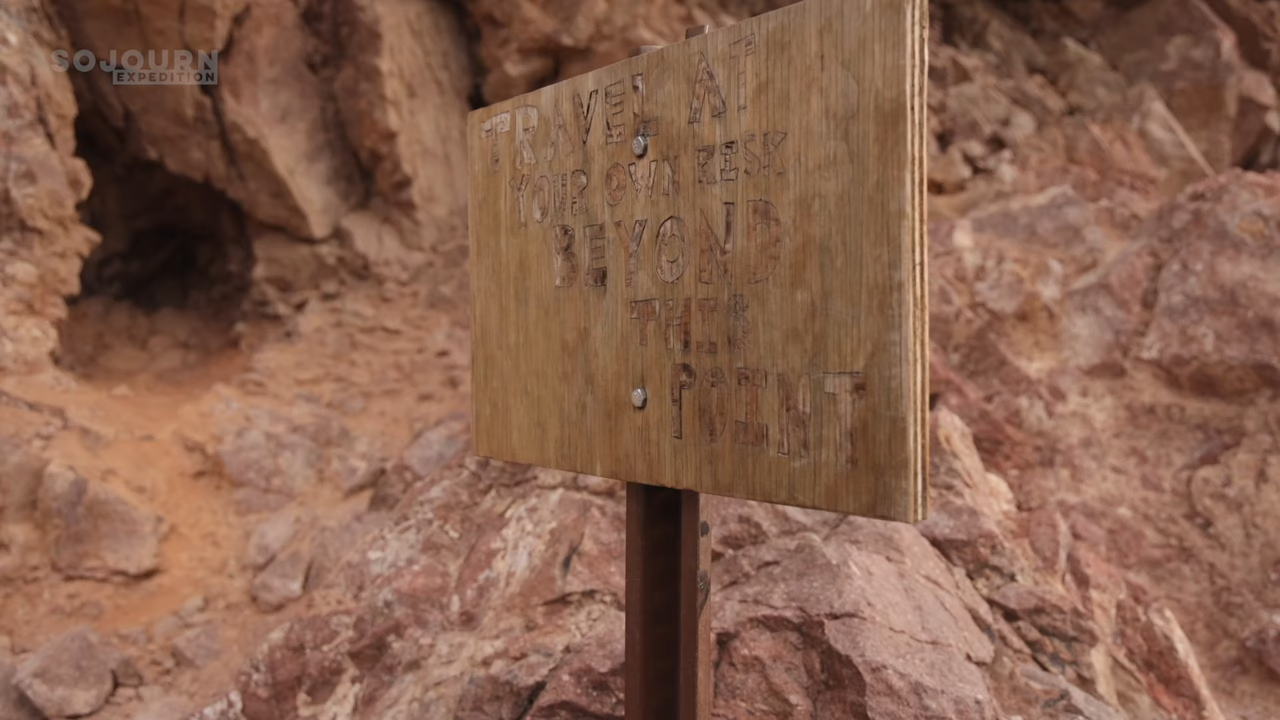 SOJOURN
EXPEDITION
TRAVEL AT
YOUR OWN RISK
BEYOND
THIS
POINT